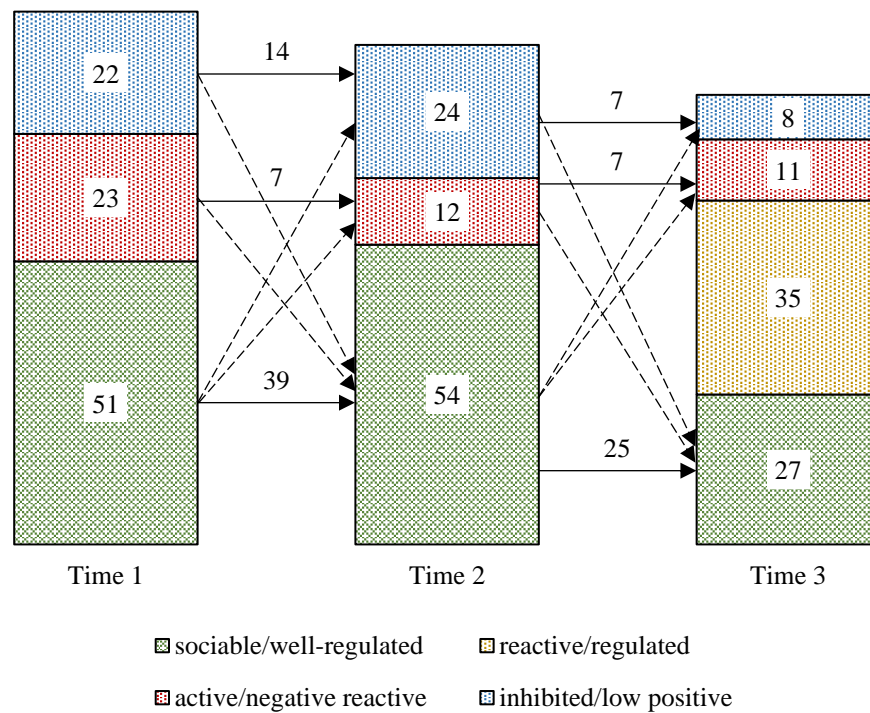 22
14
24
7
8
23
7
12
7
11
35
51
39
54
25
27
Time 1
Time 2
Time 3
sociable/well-regulated
reactive/regulated
active/negative reactive
inhibited/low positive